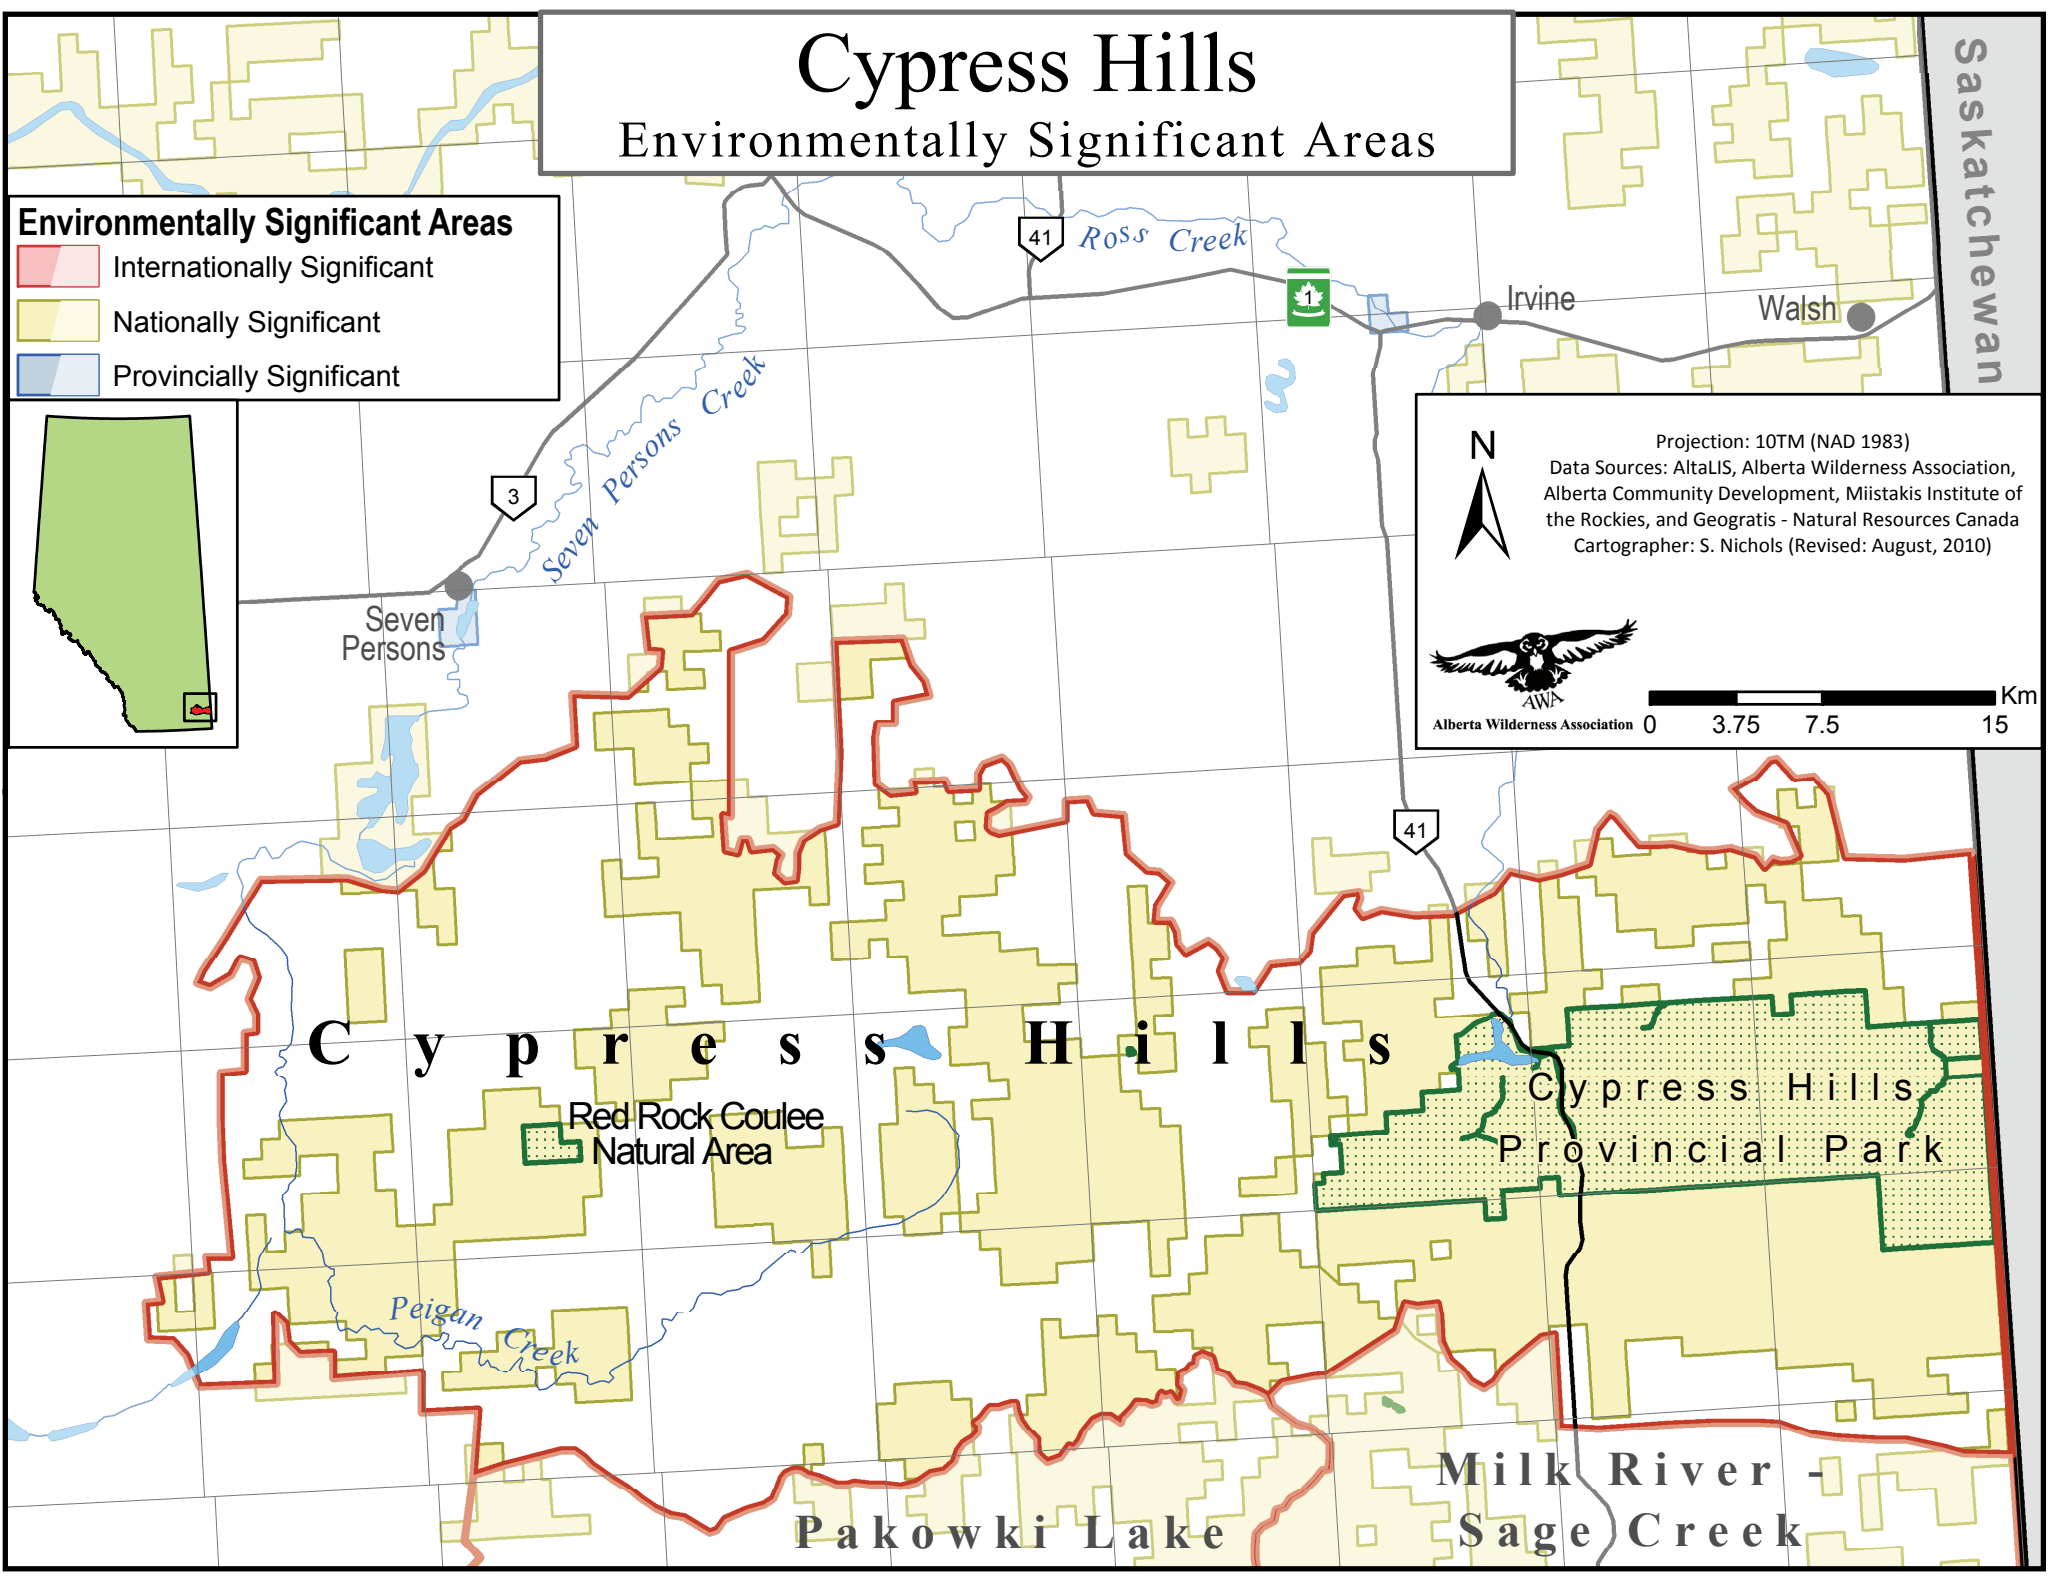 Cypress Hills
Environmentally Significant Areas
Saskatchewan
Environmentally Significant Areas
Internationally Significant
Nationally Significant
Provincially Significant
41
Ross Creek
1
Irvine
Walsh
Seven Persons Creek
3
Seven
Persons
N
Projection: 10TM (NAD 1983)
Data Sources: AltaLIS, Alberta Wilderness Association,
Alberta Community Development, Miistakis Institute of
the Rockies, and Geogratis - Natural Resources Canada
Cartographer: S. Nichols (Revised: August, 2010)
AWA
Alberta Wilderness Association
Km
0 3.75 7.5 15
41
Cypress Hills
Red Rock Coulee
Natural Area
Cypress Hills
Provincial Park
Peigan Creek
Milk River -
Sage Creek
Pakowki Lake